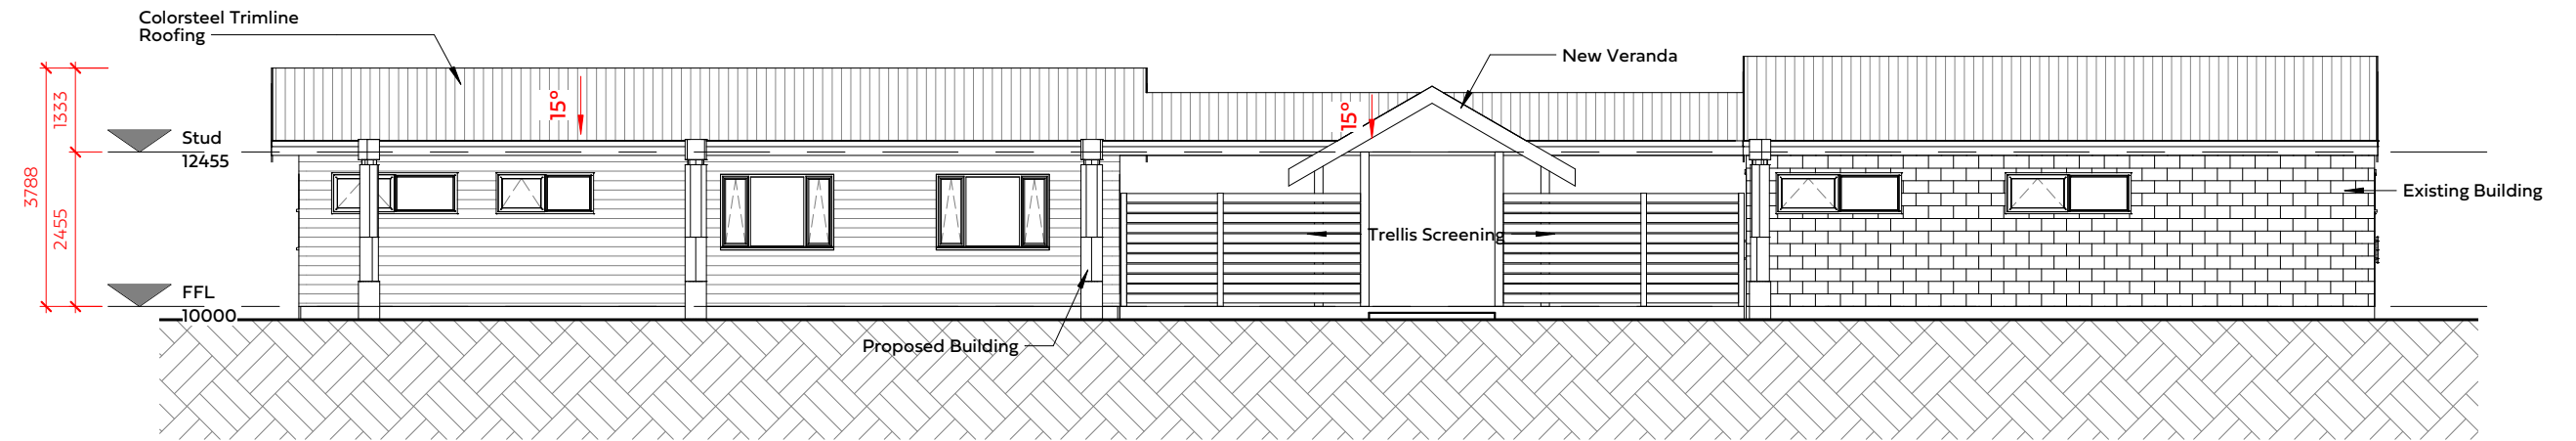 Colorsteel Trimline
Roofing
New Veranda
1333
15°
15°
Stud
12455
3788
2455
Existing Building
Trellis Screening
FFL
10000
Proposed Building